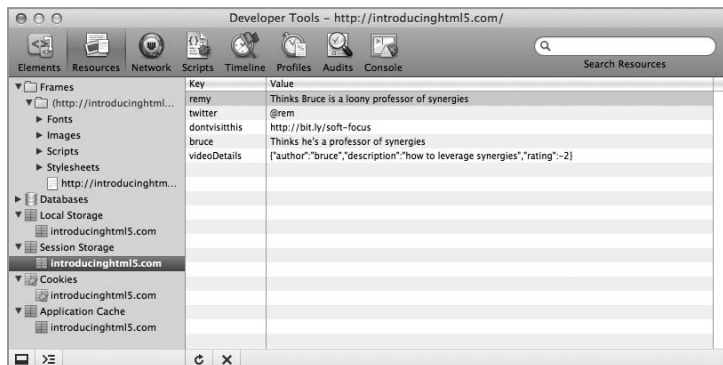 Developer Tools – http://introducinghtml5.com/
Elements Resources Network Scripts Timeline Profiles Audits Console
Search Resources
Frames
(http://introducinghtml...
Fonts
Images
Scripts
Stylesheets
http://introducinghtm...
Databases
Local Storage
introducinghtml5.com
Session Storage
introducinghtml5.com
Cookies
introducinghtml5.com
Application Cache
introducinghtml5.com
Key Value
remy Thinks Bruce is a loony professor of synergies
twitter @rem
dontvisitthis http://bit.ly/soft-focus
bruce Thinks he's a professor of synergies
videoDetails {"author":"bruce","description":"how to leverage synergies","rating":-2}